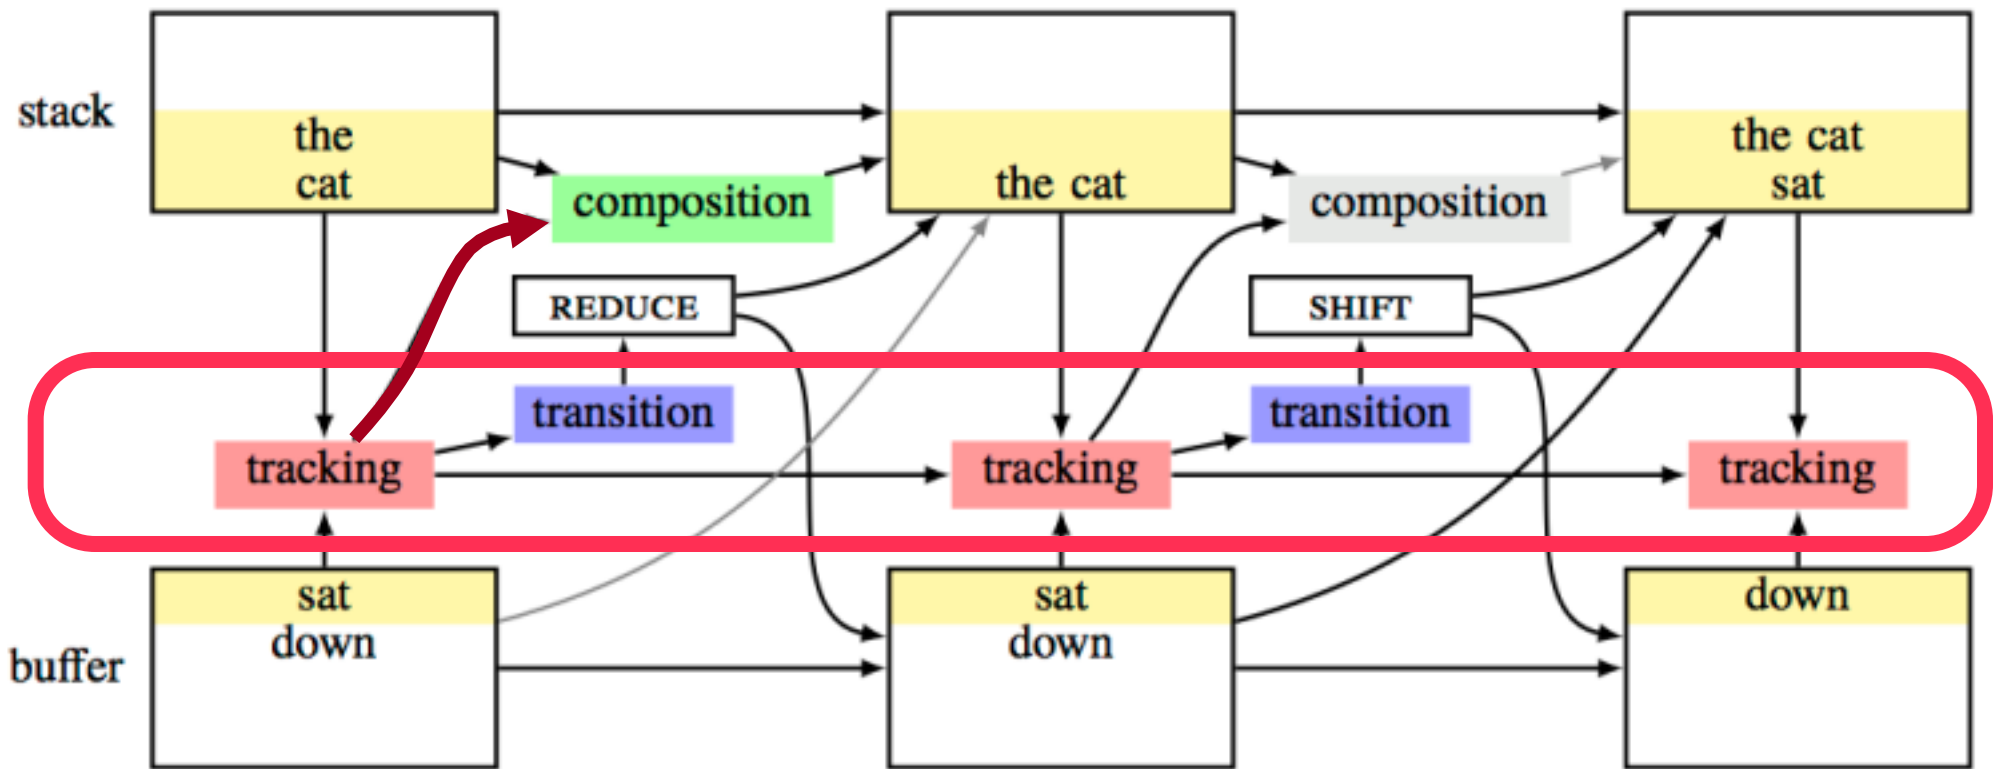 stack
the
cat
composition
the cat
composition
the cat
sat
REDUCE
SHIFT
transition
transition
tracking
tracking
tracking
buffer
sat
down
sat
down
down